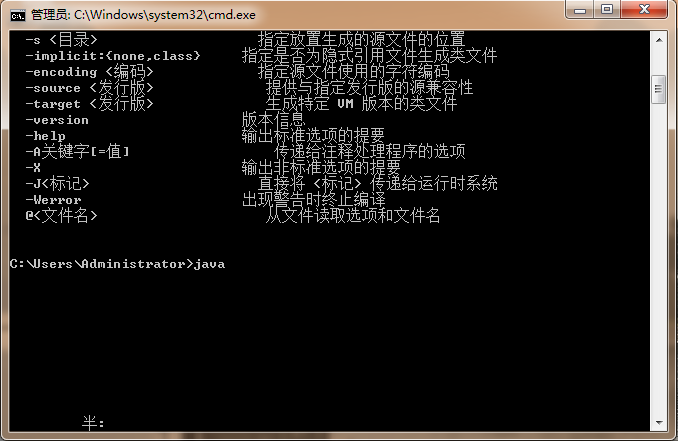 管理员: C:\Windows\system32\cmd.exe
-s <目录> 指定放置生成的源文件的位置
-implicit:{none,class} 指定是否为隐式引用文件生成类文件
-encoding <编码> 指定源文件使用的字符编码
-source <发行版> 提供与指定发行版的源兼容性
-target <发行版> 生成特定 VM 版本的类文件
-version 版本信息
-help 输出标准选项的提要
-A关键字[=值] 传递给注释处理程序的选项
-X 输出非标准选项的提要
-J<标记> 直接将 <标记> 传递给运行时系统
-Werror 出现警告时终止编译
@<文件名> 从文件读取选项和文件名
C:\Users\Administrator>java
半: